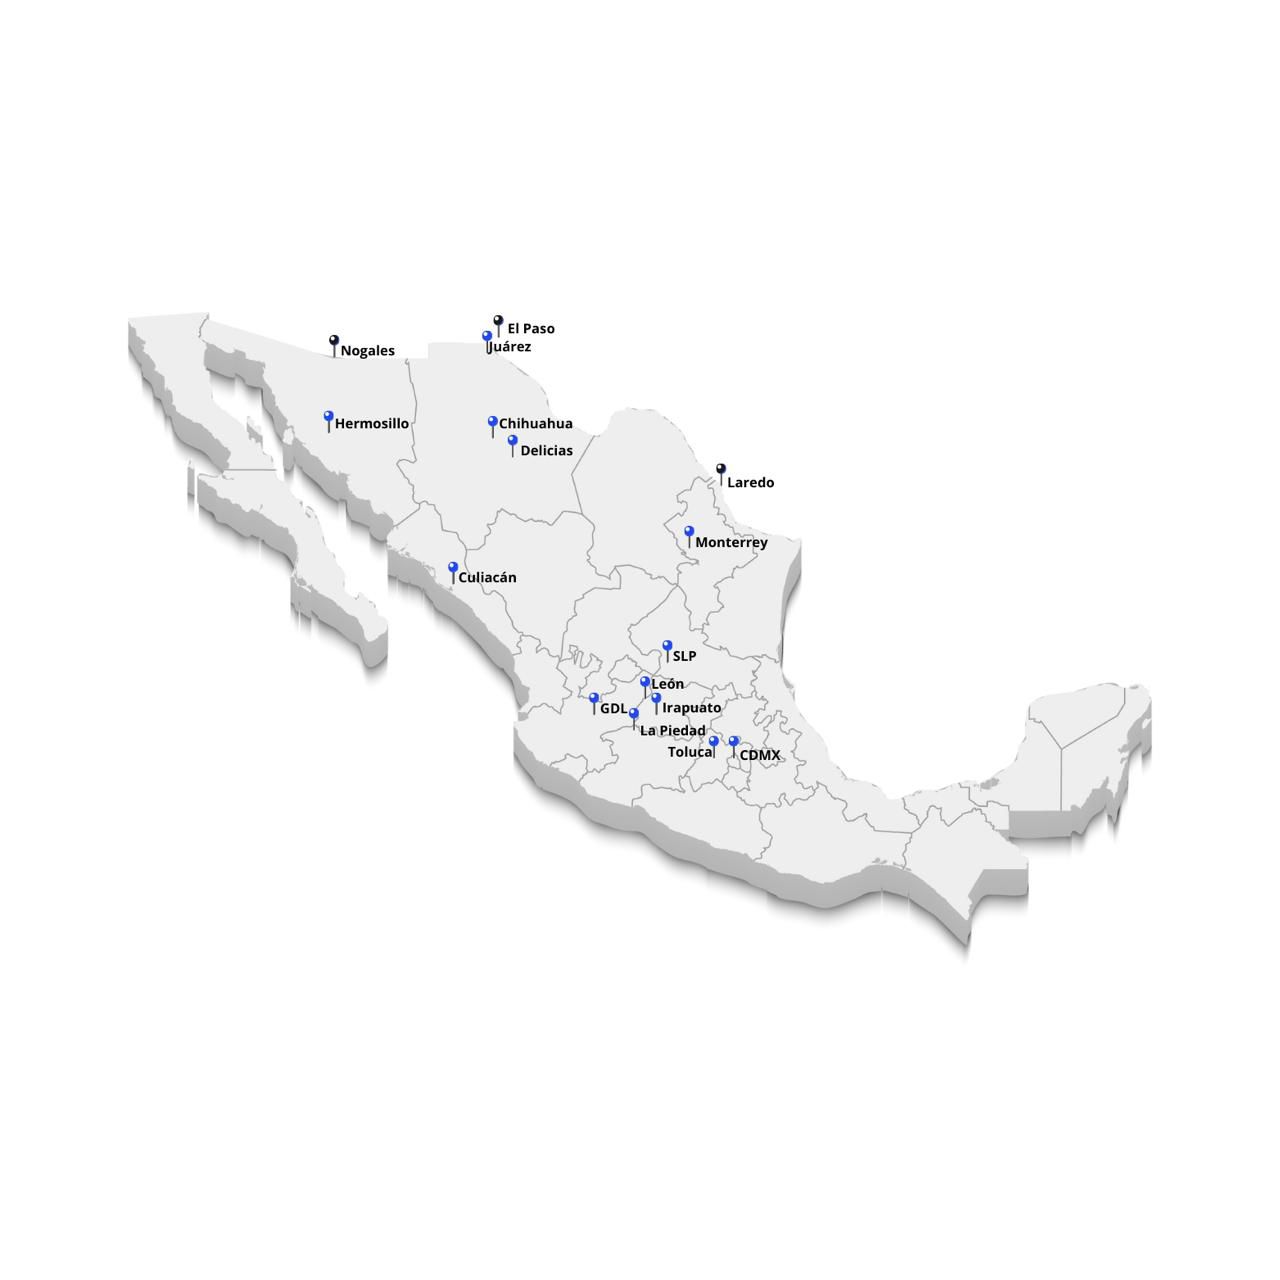 El Paso
Juárez
Nogales
Hermosillo
Chihuahua
Delicias
Laredo
Monterrey
Culiacán
SLP
León
GDL
Irapuato
La Piedad
Toluca
CDMX